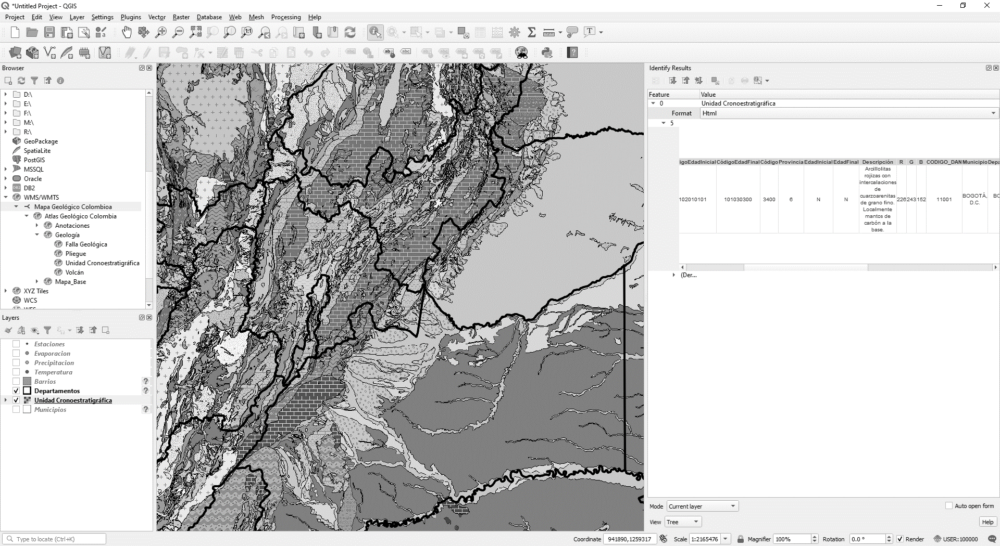 *Untitled Project - QGIS
Project Edit View Layer Settings Plugins Vector Raster Database Web Mesh Processing Help
Browser
D:\
E:\
F:\
M:\
R:\
GeoPackage
SpatiaLite
PostGIS
MSSQL
Oracle
DB2
WMS/WMTS
Mapa Geológico Colombioa
Atlas Geológico Colombia
Anotaciones
Geología
Falla Geológica
Pliegue
Unidad Cronoestratigráfica
Volcán
Mapa_Base
XYZ Tiles
WCS
Layers
Estaciones
Evaporacion
Precipitacion
Temperatura
Barrios ?
Departamentos ?
Unidad Cronoestratigráfica
Municipios ?
Identify Results
Feature Value
0 Unidad Cronoestratigráfica
Format Html
5
igoEdadInicial CódigoEdadFinal Código Provincia EdadInicial EdadFinal Descripción R G B CODIGO_DAN Municipio Depa
Arcillolitas
rojizas con
intercalaciones
de
cuarzoarenitas
de grano fino.
Localmente
mantos de
carbón a la
base.
102010101 101030300 3400 6 N N 226 243 152 11001 BOGOTÁ, D.C. BO
(Der...
Mode Current layer Auto open form
View Tree Help
Type to locate (Ctrl+K) Coordinate 941890,1259317 Scale 1:2165476 Magnifier 100% Rotation 0.0 ° Render USER:100000